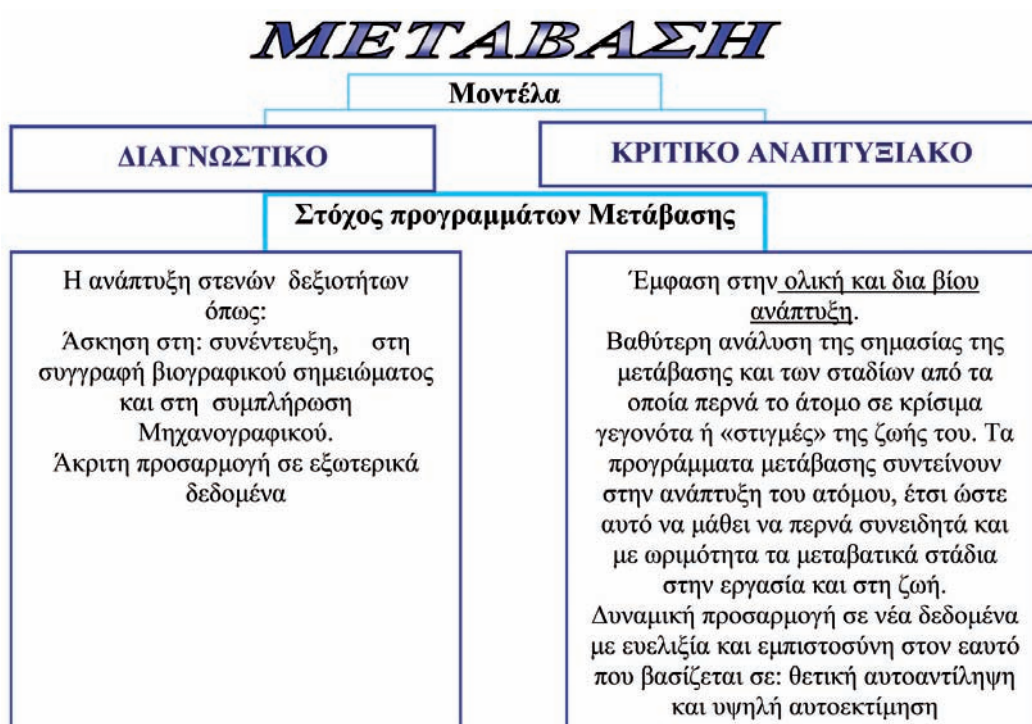 ΜΕΤΑΒΑΣΗ
Μοντέλα
ΔΙΑΓΝΩΣΤΙΚΟ
ΚΡΙΤΙΚΟ ΑΝΑΠΤΥΞΙΑΚΟ
Στόχος προγραμμάτων Μετάβασης
Η ανάπτυξη στενών δεξιοτήτων
όπως:
Άσκηση στη: συνέντευξη, στη
συγγραφή βιογραφικού σημειώματος
και στη συμπλήρωση
Μηχανογραφικού.
Άκριτη προσαρμογή σε εξωτερικά
δεδομένα
Έμφαση στην ολική και δια βίου
ανάπτυξη.
Βαθύτερη ανάλυση της σημασίας της
μετάβασης και των σταδίων από τα
οποία περνά το άτομο σε κρίσιμα
γεγονότα ή «στιγμές» της ζωής του. Τα
προγράμματα μετάβασης συντείνουν
στην ανάπτυξη του ατόμου, έτσι ώστε
αυτό να μάθει να περνά συνειδητά και
με ωριμότητα τα μεταβατικά στάδια
στην εργασία και στη ζωή.
Δυναμική προσαρμογή σε νέα δεδομένα
με ευελιξία και εμπιστοσύνη στον εαυτό
που βασίζεται σε: θετική αυτοαντίληψη
και υψηλή αυτοεκτίμηση